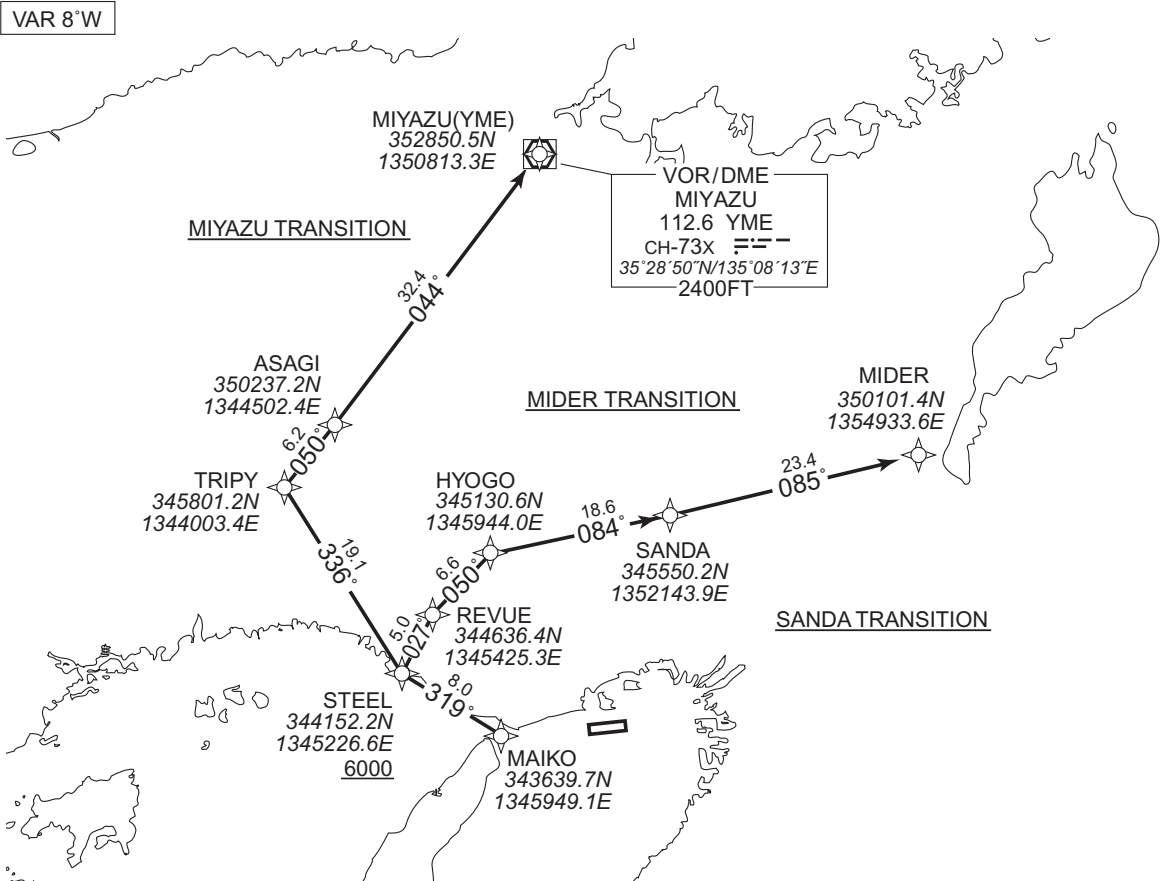 VAR 8°W
MIYAZU(YME)
352850.5N
1350813.3E
VOR/DME
MIYAZU
112.6 YME
CH-73X
35°28′50″N/135°08′13″E
2400FT
MIYAZU TRANSITION
32.4
044°
ASAGI
350237.2N
1344502.4E
MIDER TRANSITION
MIDER
350101.4N
1354933.6E
6.2
050°
TRIPY
345801.2N
1344003.4E
HYOGO
345130.6N
1345944.0E
23.4
085°
18.6
084°
SANDA
345550.2N
1352143.9E
19.1
336°
6.6
050°
REVUE
344636.4N
1345425.3E
SANDA TRANSITION
5.0
027°
8.0
319°
STEEL
344152.2N
1345226.6E
6000
MAIKO
343639.7N
1345949.1E